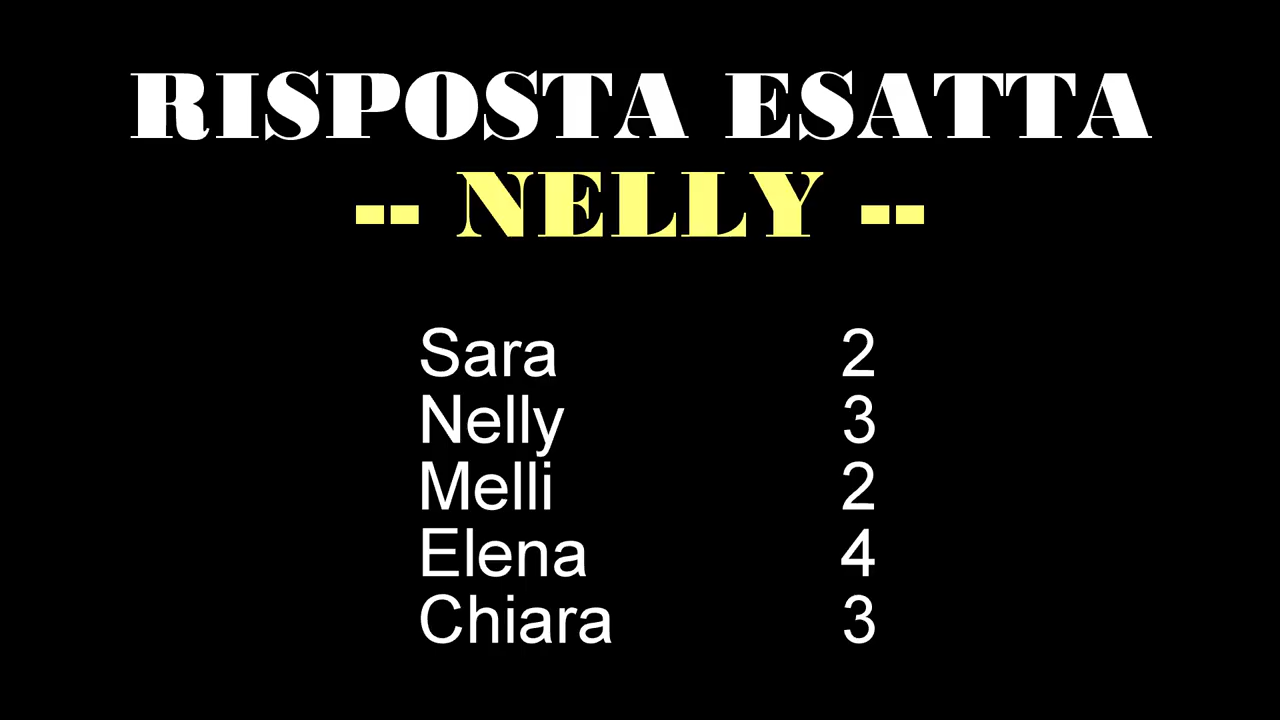 RISPOSTA ESATTA
-- NELLY --
Sara 2
Nelly 3
Melli 2
Elena 4
Chiara 3